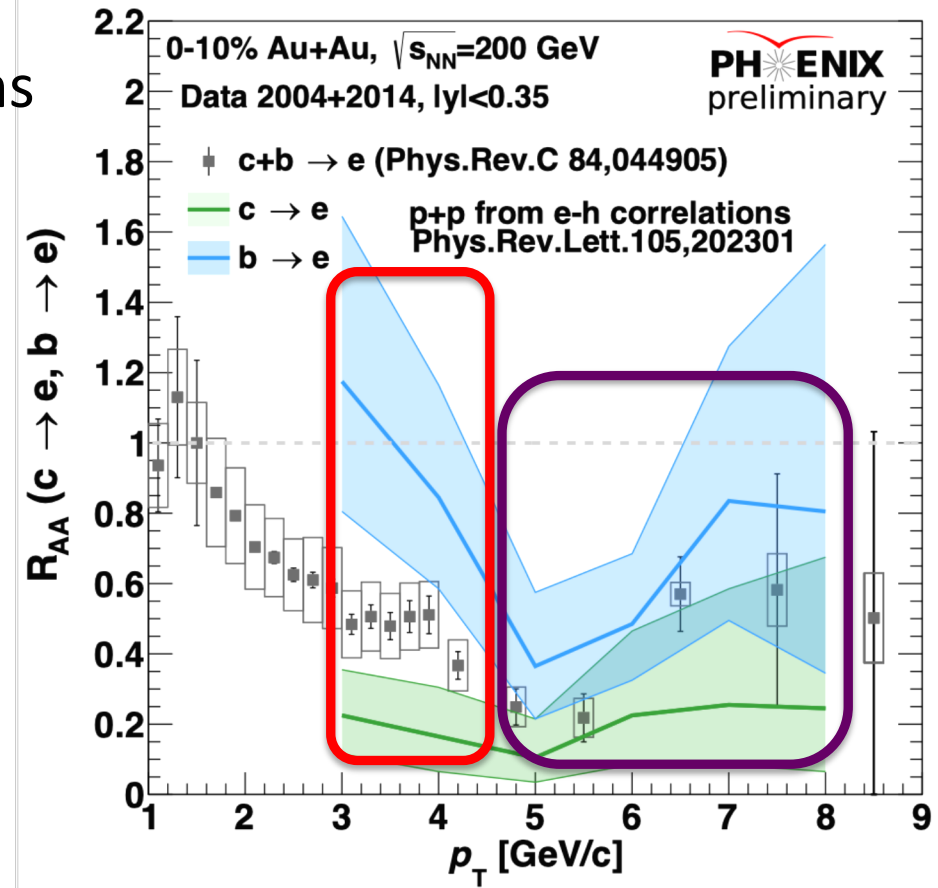 ns
0-10% Au+Au, √sNN=200 GeV
Data 2004+2014, |y|<0.35
PHENIX
preliminary
c+b → e (Phys.Rev.C 84,044905)
c → e
b → e
p+p from e-h correlations
Phys.Rev.Lett.105,202301
RAA (c → e, b → e)
2.2
2
1.8
1.6
1.4
1.2
1
0.8
0.6
0.4
0.2
0
1 2 3 4 5 6 7 8 9
pT [GeV/c]